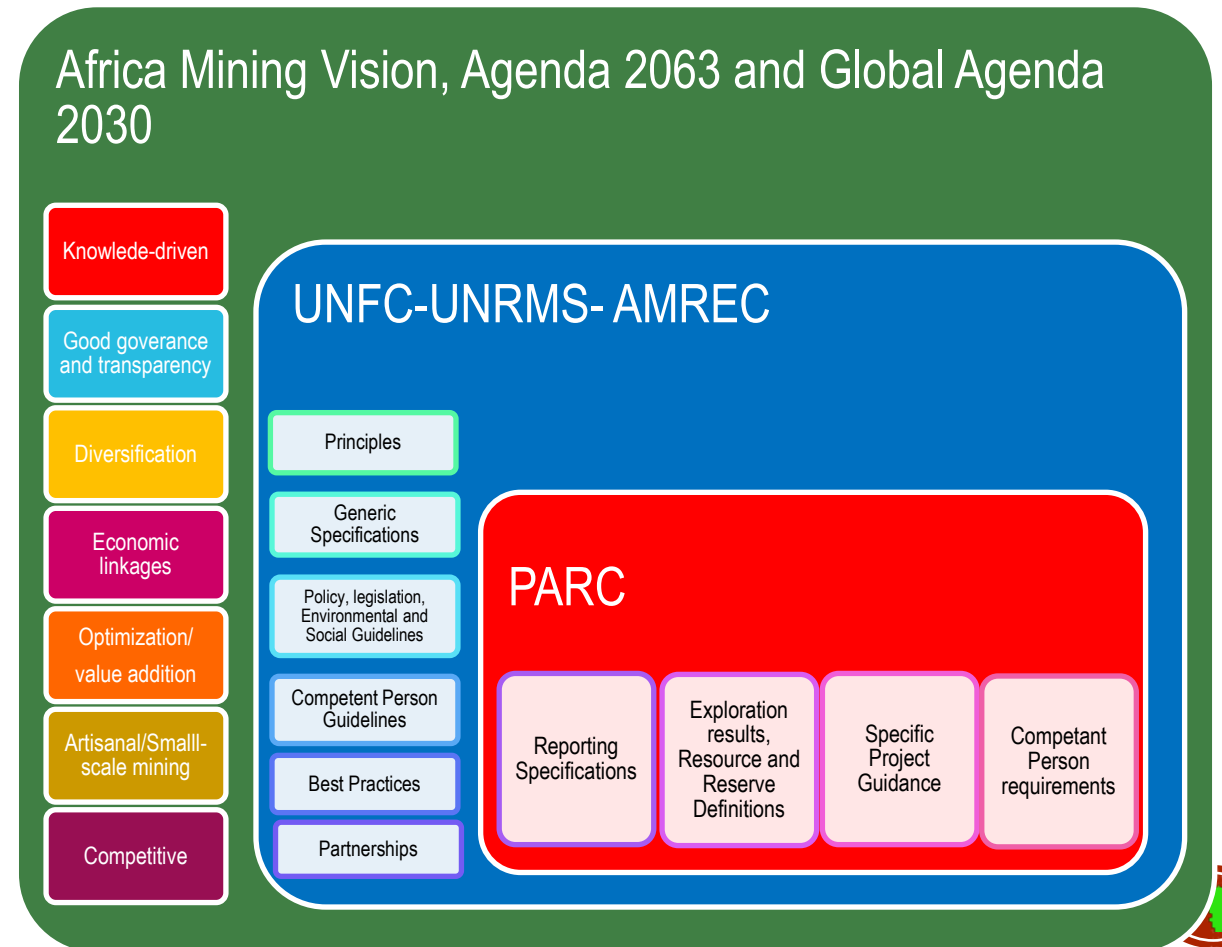 Africa Mining Vision, Agenda 2063 and Global Agenda
2030
Knowlede-driven
Good goverance
and transparency
Diversification
Economic
linkages
Optimization/
value addition
Artisanal/Smalll-
scale mining
Competitive
UNFC-UNRMS- AMREC
Principles
Generic
Specifications
Policy, legislation,
Environmental and
Social Guidelines
Competent Person
Guidelines
Best Practices
Partnerships
PARC
Reporting
Specifications
Exploration
results,
Resource and
Reserve
Definitions
Specific
Project
Guidance
Competant
Person
requirements